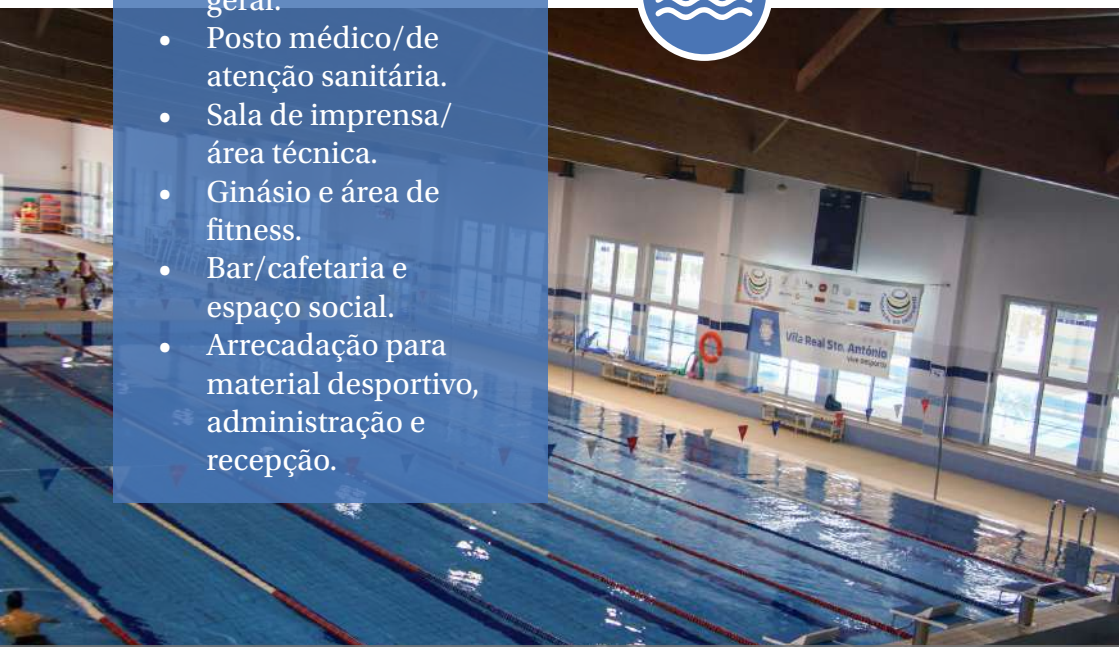 geral.
• Posto médico/de
atenção sanitária.
• Sala de imprensa/
área técnica.
• Ginásio e área de
fitness.
• Bar/cafetaria e
espaço social.
• Arrecadação para
material desportivo,
administração e
recepção.
Vila Real Sto. António